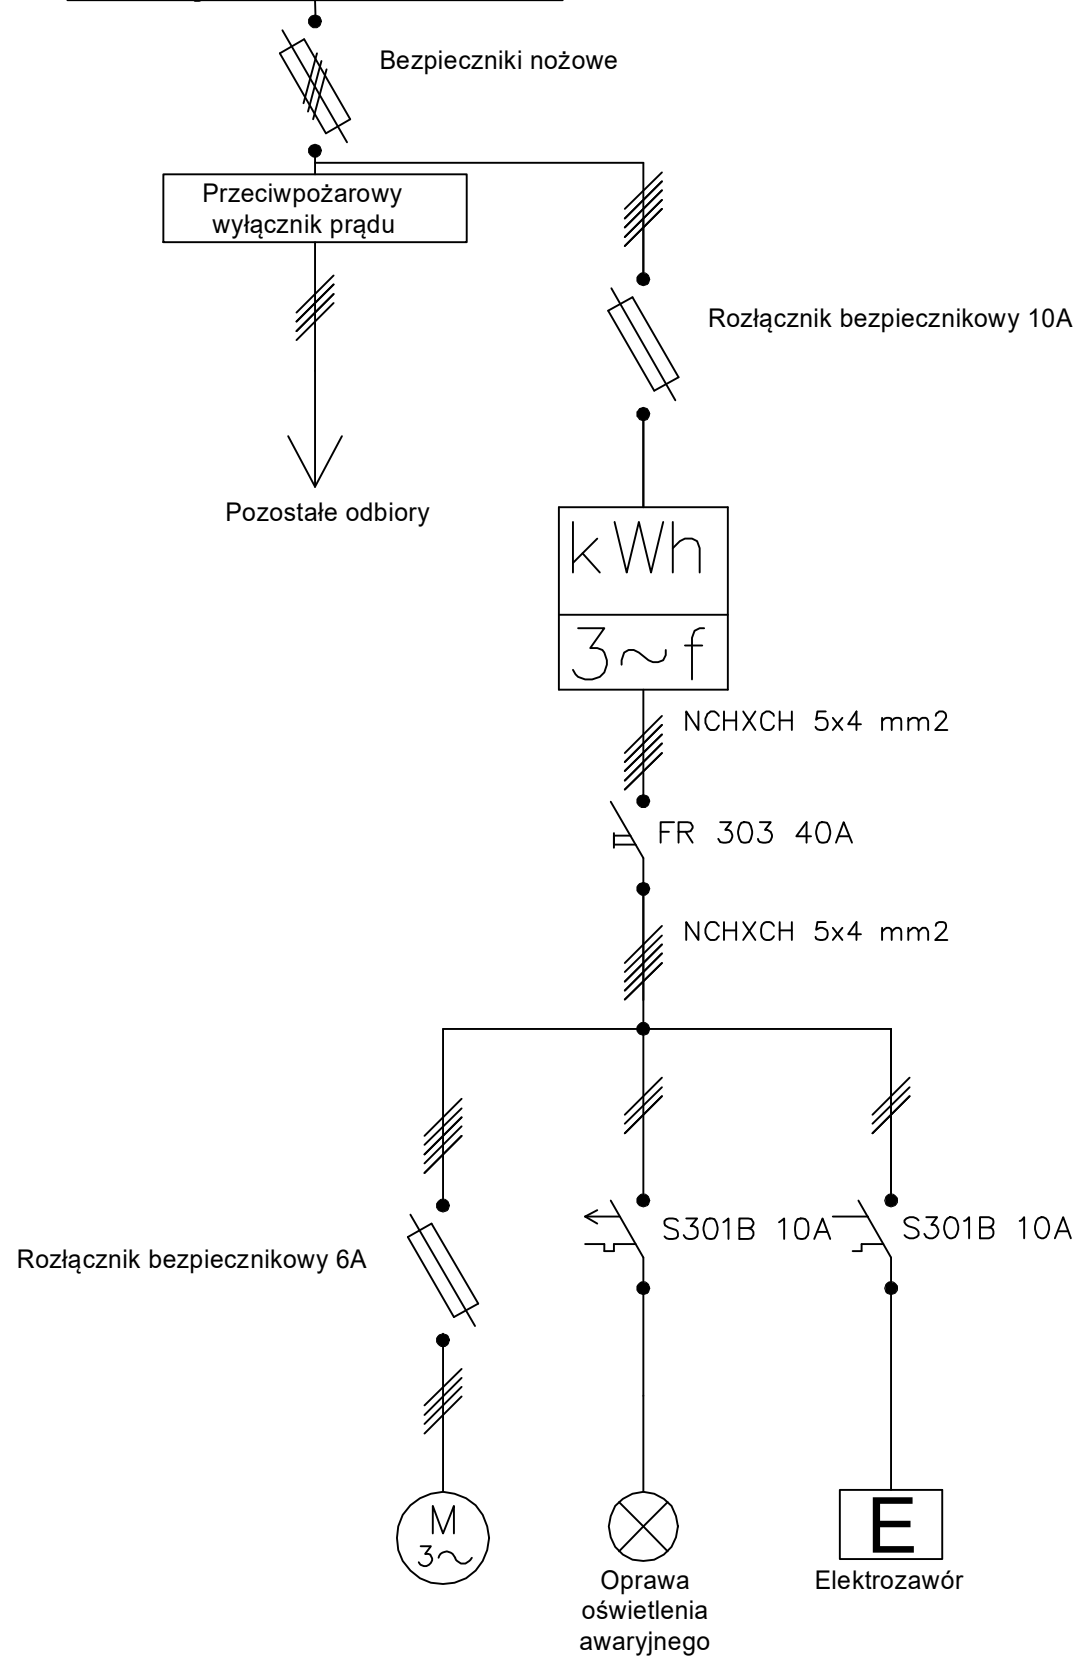 Bezpieczniki nożowe
Przeciwpożarowy
wyłącznik prądu
Rozłącznik bezpiecznikowy 10A
Pozostałe odbiory
kWh
3~f
NCHXCH 5x4 mm2
FR 303 40A
NCHXCH 5x4 mm2
S301B 10A
S301B 10A
Rozłącznik bezpiecznikowy 6A
M
3~
E
Oprawa
oświetlenia
awaryjnego
Elektrozawór